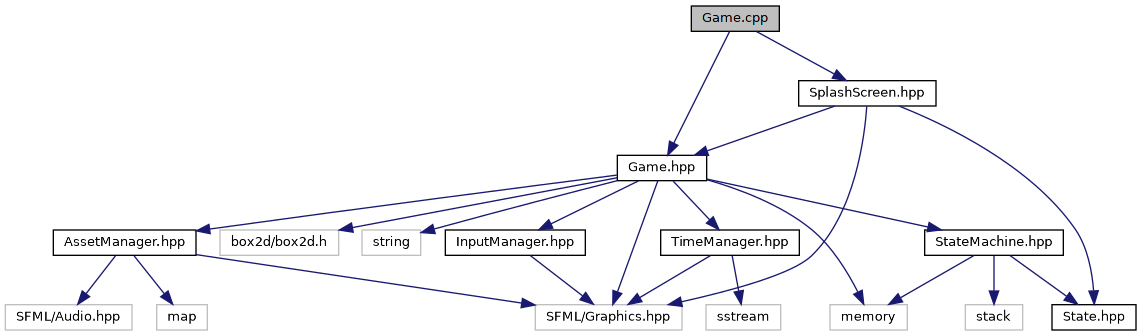 Game.cpp
SplashScreen.hpp
Game.hpp
AssetManager.hpp
box2d/box2d.h
string
InputManager.hpp
TimeManager.hpp
StateMachine.hpp
SFML/Audio.hpp
map
SFML/Graphics.hpp
sstream
memory
stack
State.hpp